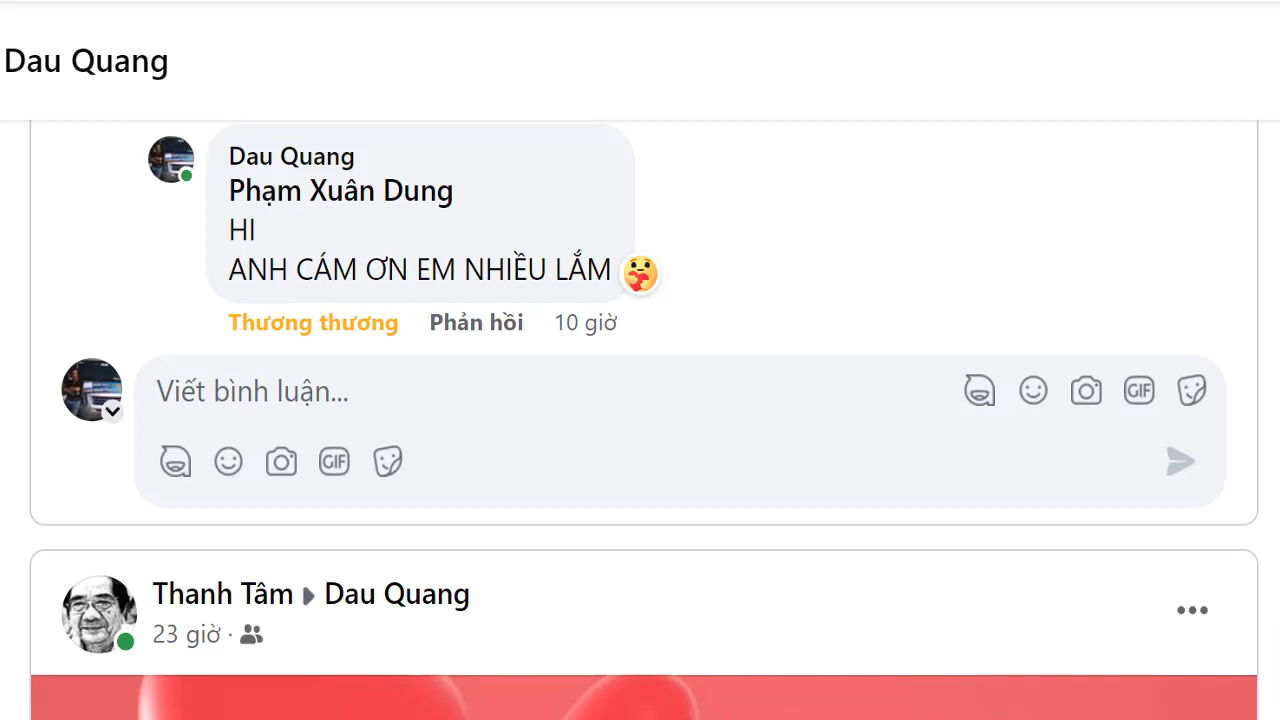 Dau Quang
Dau Quang
Phạm Xuân Dung
HI
ANH CÁM ƠN EM NHIỀU LẮM
Thương thương Phản hồi 10 giờ
Viết bình luận...
GIF
GIF
Thanh Tâm Dau Quang
23 giờ ·